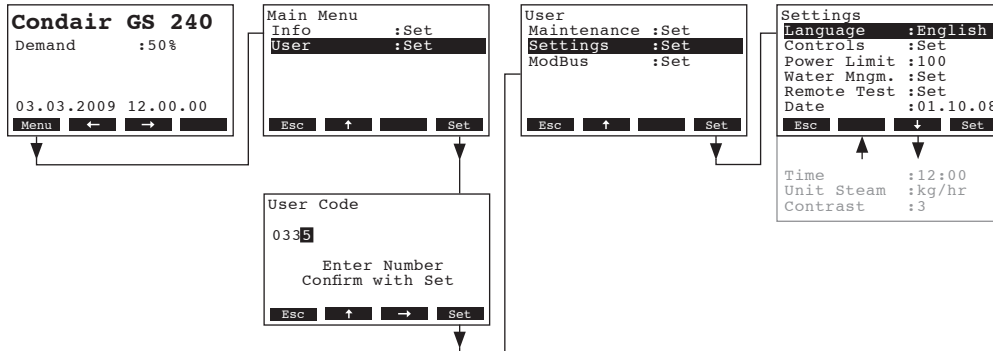 Condair GS 240
Demand :50%
03.03.2009 12.00.00
Menu ← →
Main Menu
Info :Set
User :Set
Esc ↑ Set
User Code
0335
Enter Number
Confirm with Set
Esc ↑ → Set
User
Maintenance :Set
Settings :Set
ModBus :Set
Esc ↑ Set
Settings
Language :English
Controls :Set
Power Limit :100
Water Mngm. :Set
Remote Test :Set
Date :01.10.08
Esc ↓ Set
Time :12:00
Unit Steam :kg/hr
Contrast :3